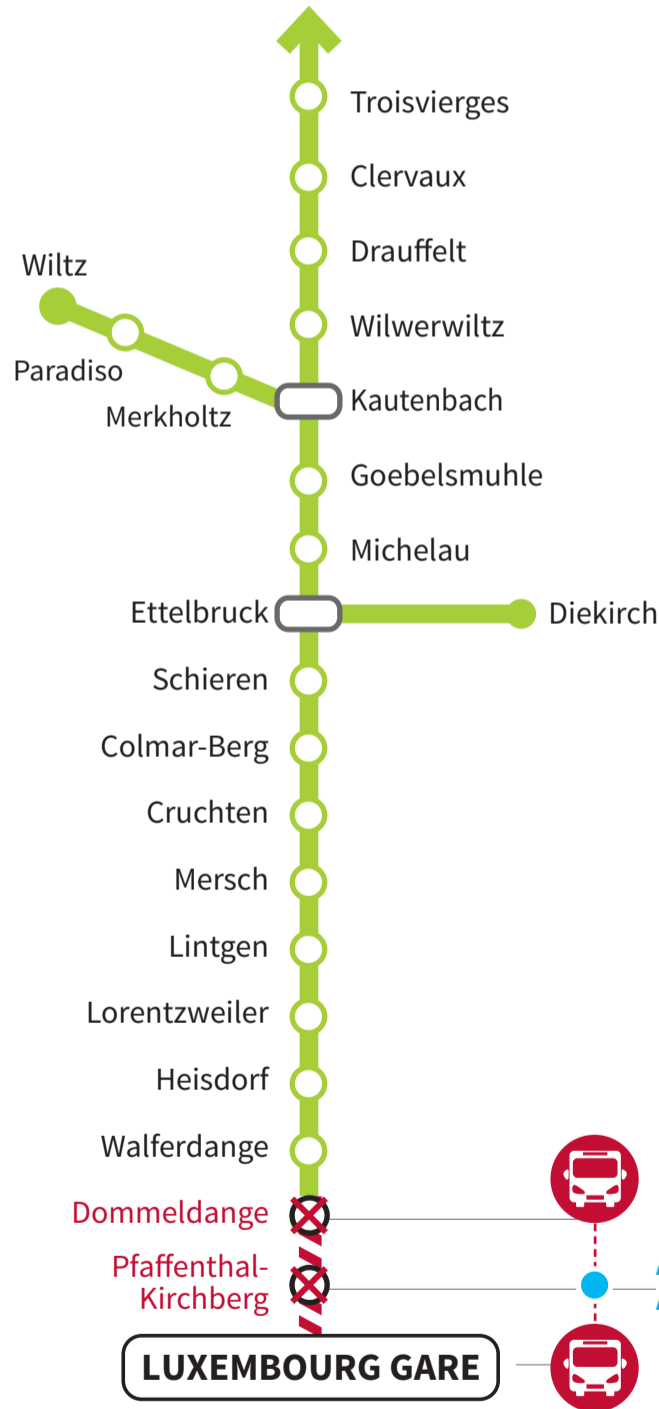 Troisvierges
Clervaux
Drauffelt
Wiltz
Wilwerwiltz
Paradiso
Kautenbach
Merkholtz
Goebelsmuhle
Michelau
Ettelbruck
Diekirch
Schieren
Colmar-Berg
Cruchten
Mersch
Lintgen
Lorentzweiler
Heisdorf
Walferdange
Dommeldange
Pfaffenthal-
Kirchberg
LUXEMBOURG GARE